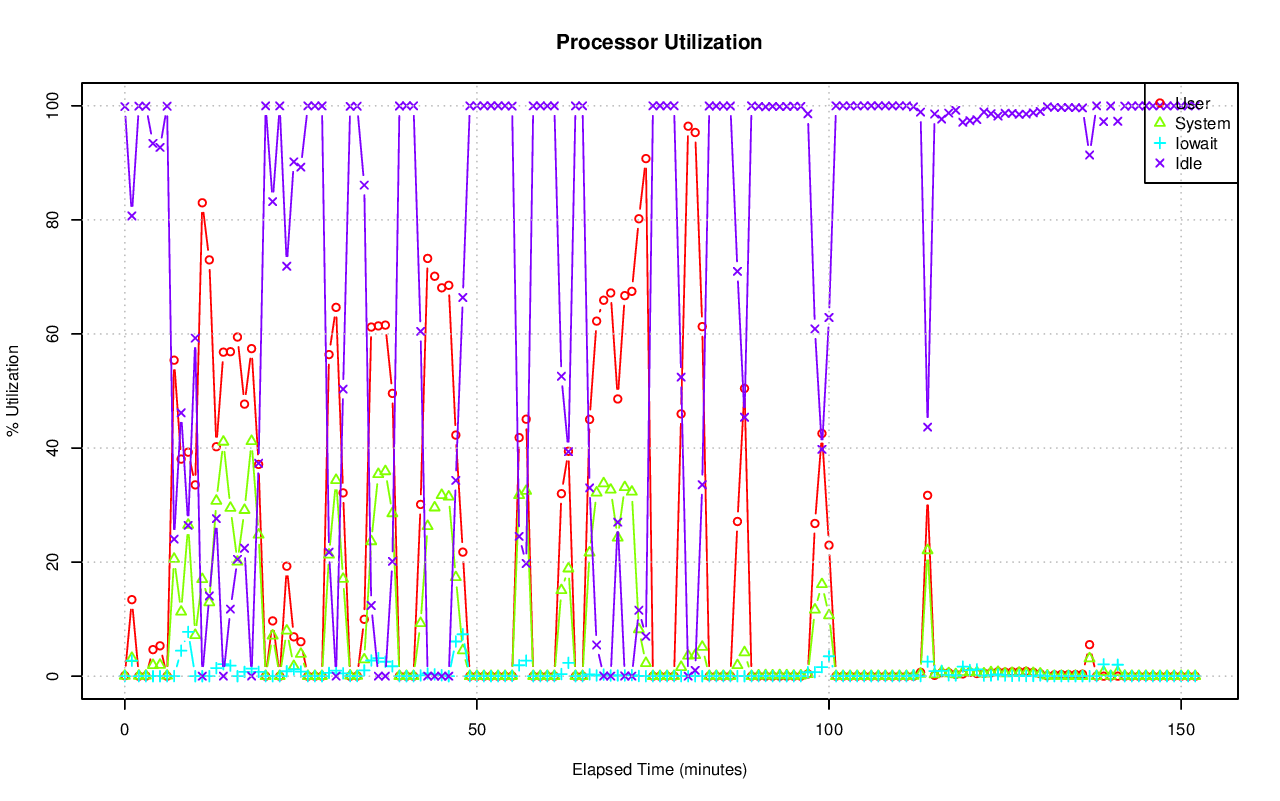 Processor Utilization
% Utilization
100
80
60
40
20
0
User
System
Iowait
Idle
0 50 100 150
Elapsed Time (minutes)